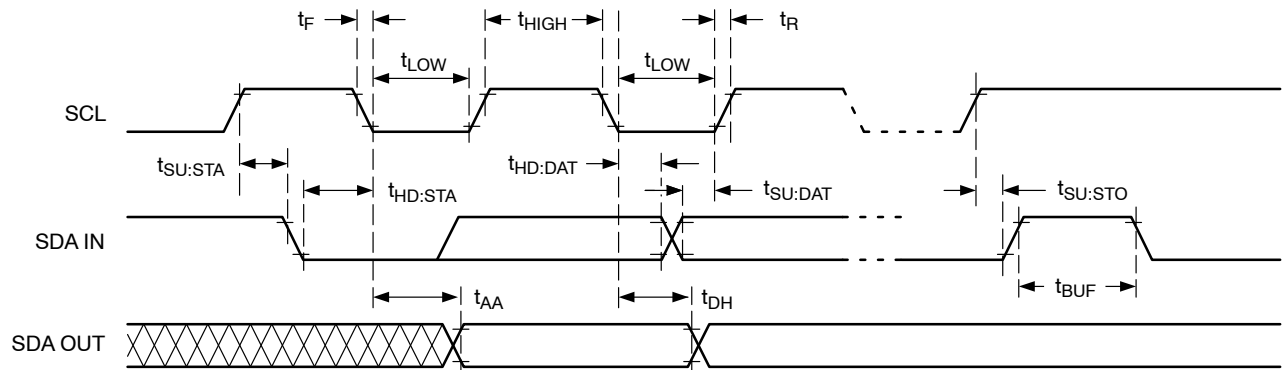 tF
tHIGH
tR
tLOW
tLOW
SCL
tSU:STA
tHD:STA
tHD:DAT
tSU:DAT
tSU:STO
SDA IN
tAA
tDH
tBUF
SDA OUT